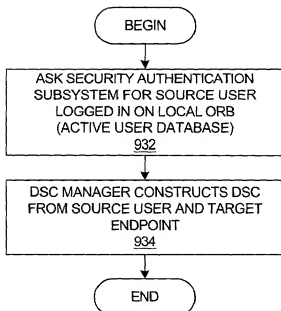 BEGIN
ASK SECURITY AUTHENTICATION
SUBSYSTEM FOR SOURCE USER
LOGGED IN ON LOCAL ORB
(ACTIVE USER DATABASE)
932
DSC MANAGER CONSTRUCTS DSC
FROM SOURCE USER AND TARGET
ENDPOINT
934
END